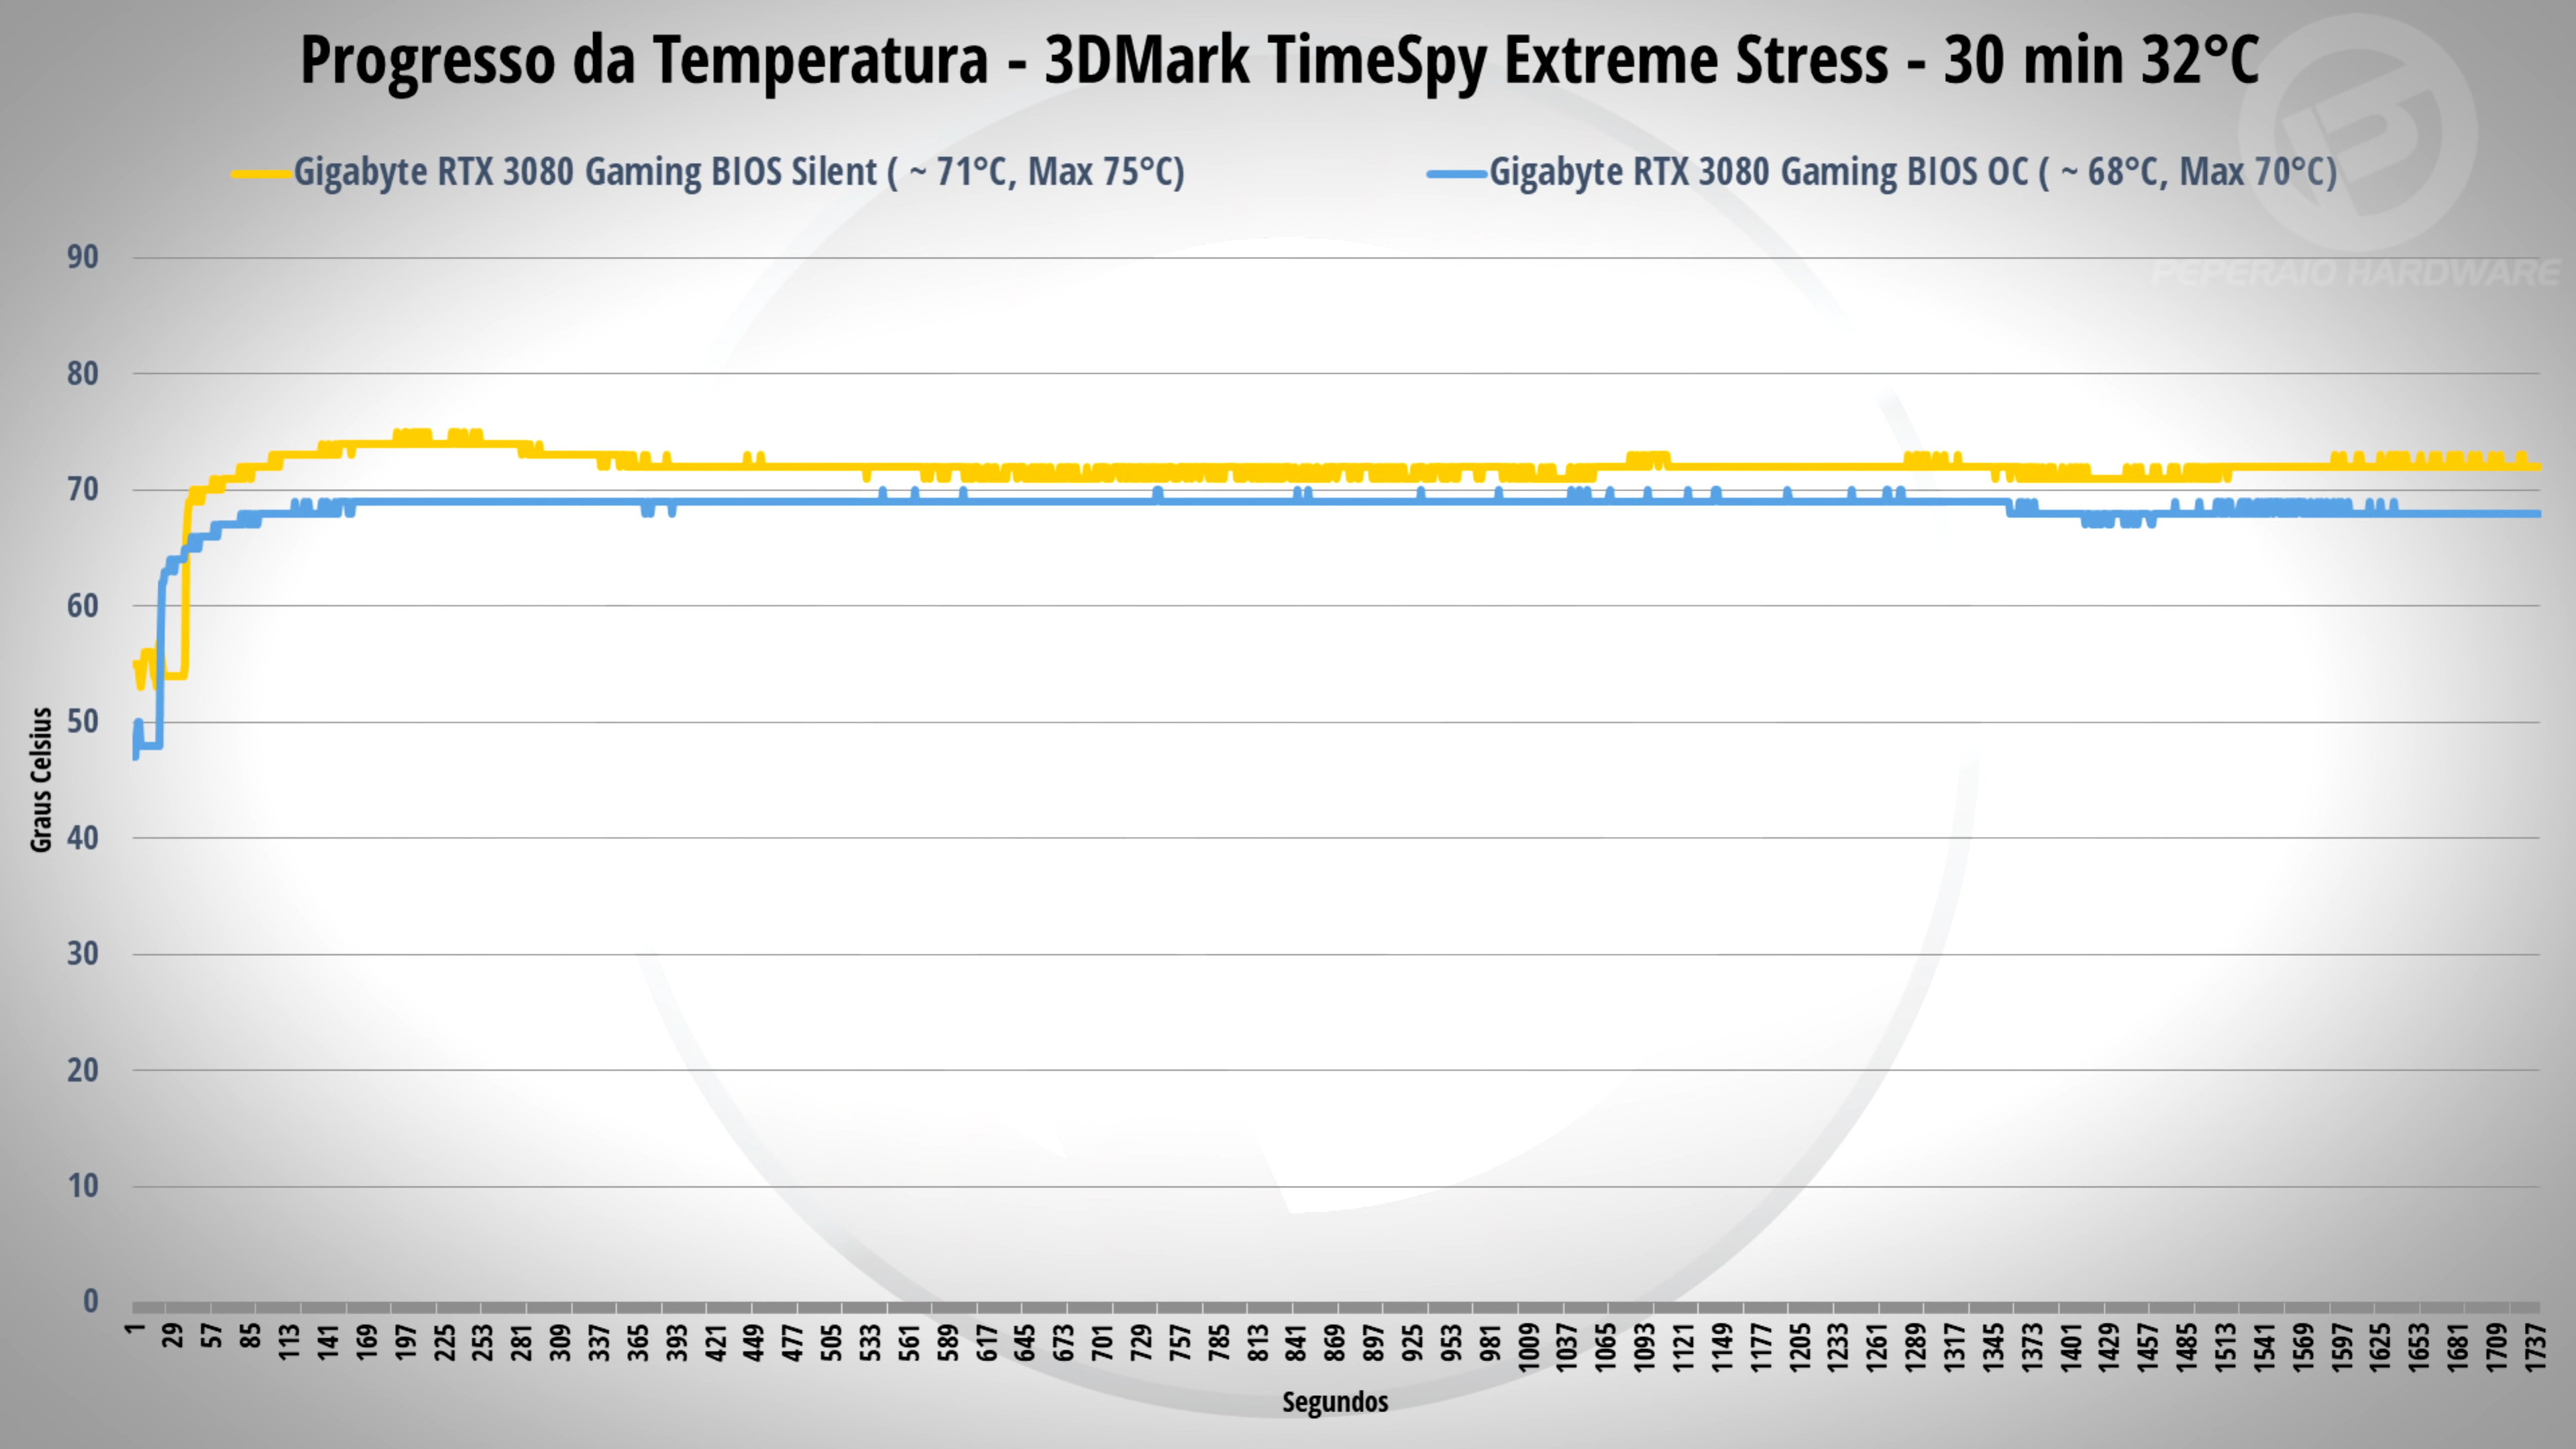 Progresso da Temperatura - 3DMark TimeSpy Extreme Stress - 30 min 32°C
Gigabyte RTX 3080 Gaming BIOS Silent ( ~ 71°C, Max 75°C)
Gigabyte RTX 3080 Gaming BIOS OC ( ~ 68°C, Max 70°C)
PEPERAIO HARDWARE
90
80
70
60
50
40
30
20
10
0
Graus Celsius
1 29 57 85 113 141 169 197 225 253 281 309 337 365 393 421 449 477 505 533 561 589 617 645 673 701 729 757 785 813 841 869 897 925 953 981 1009 1037 1065 1093 1121 1149 1177 1205 1233 1261 1289 1317 1345 1373 1401 1429 1457 1485 1513 1541 1569 1597 1625 1653 1681 1709 1737
Segundos